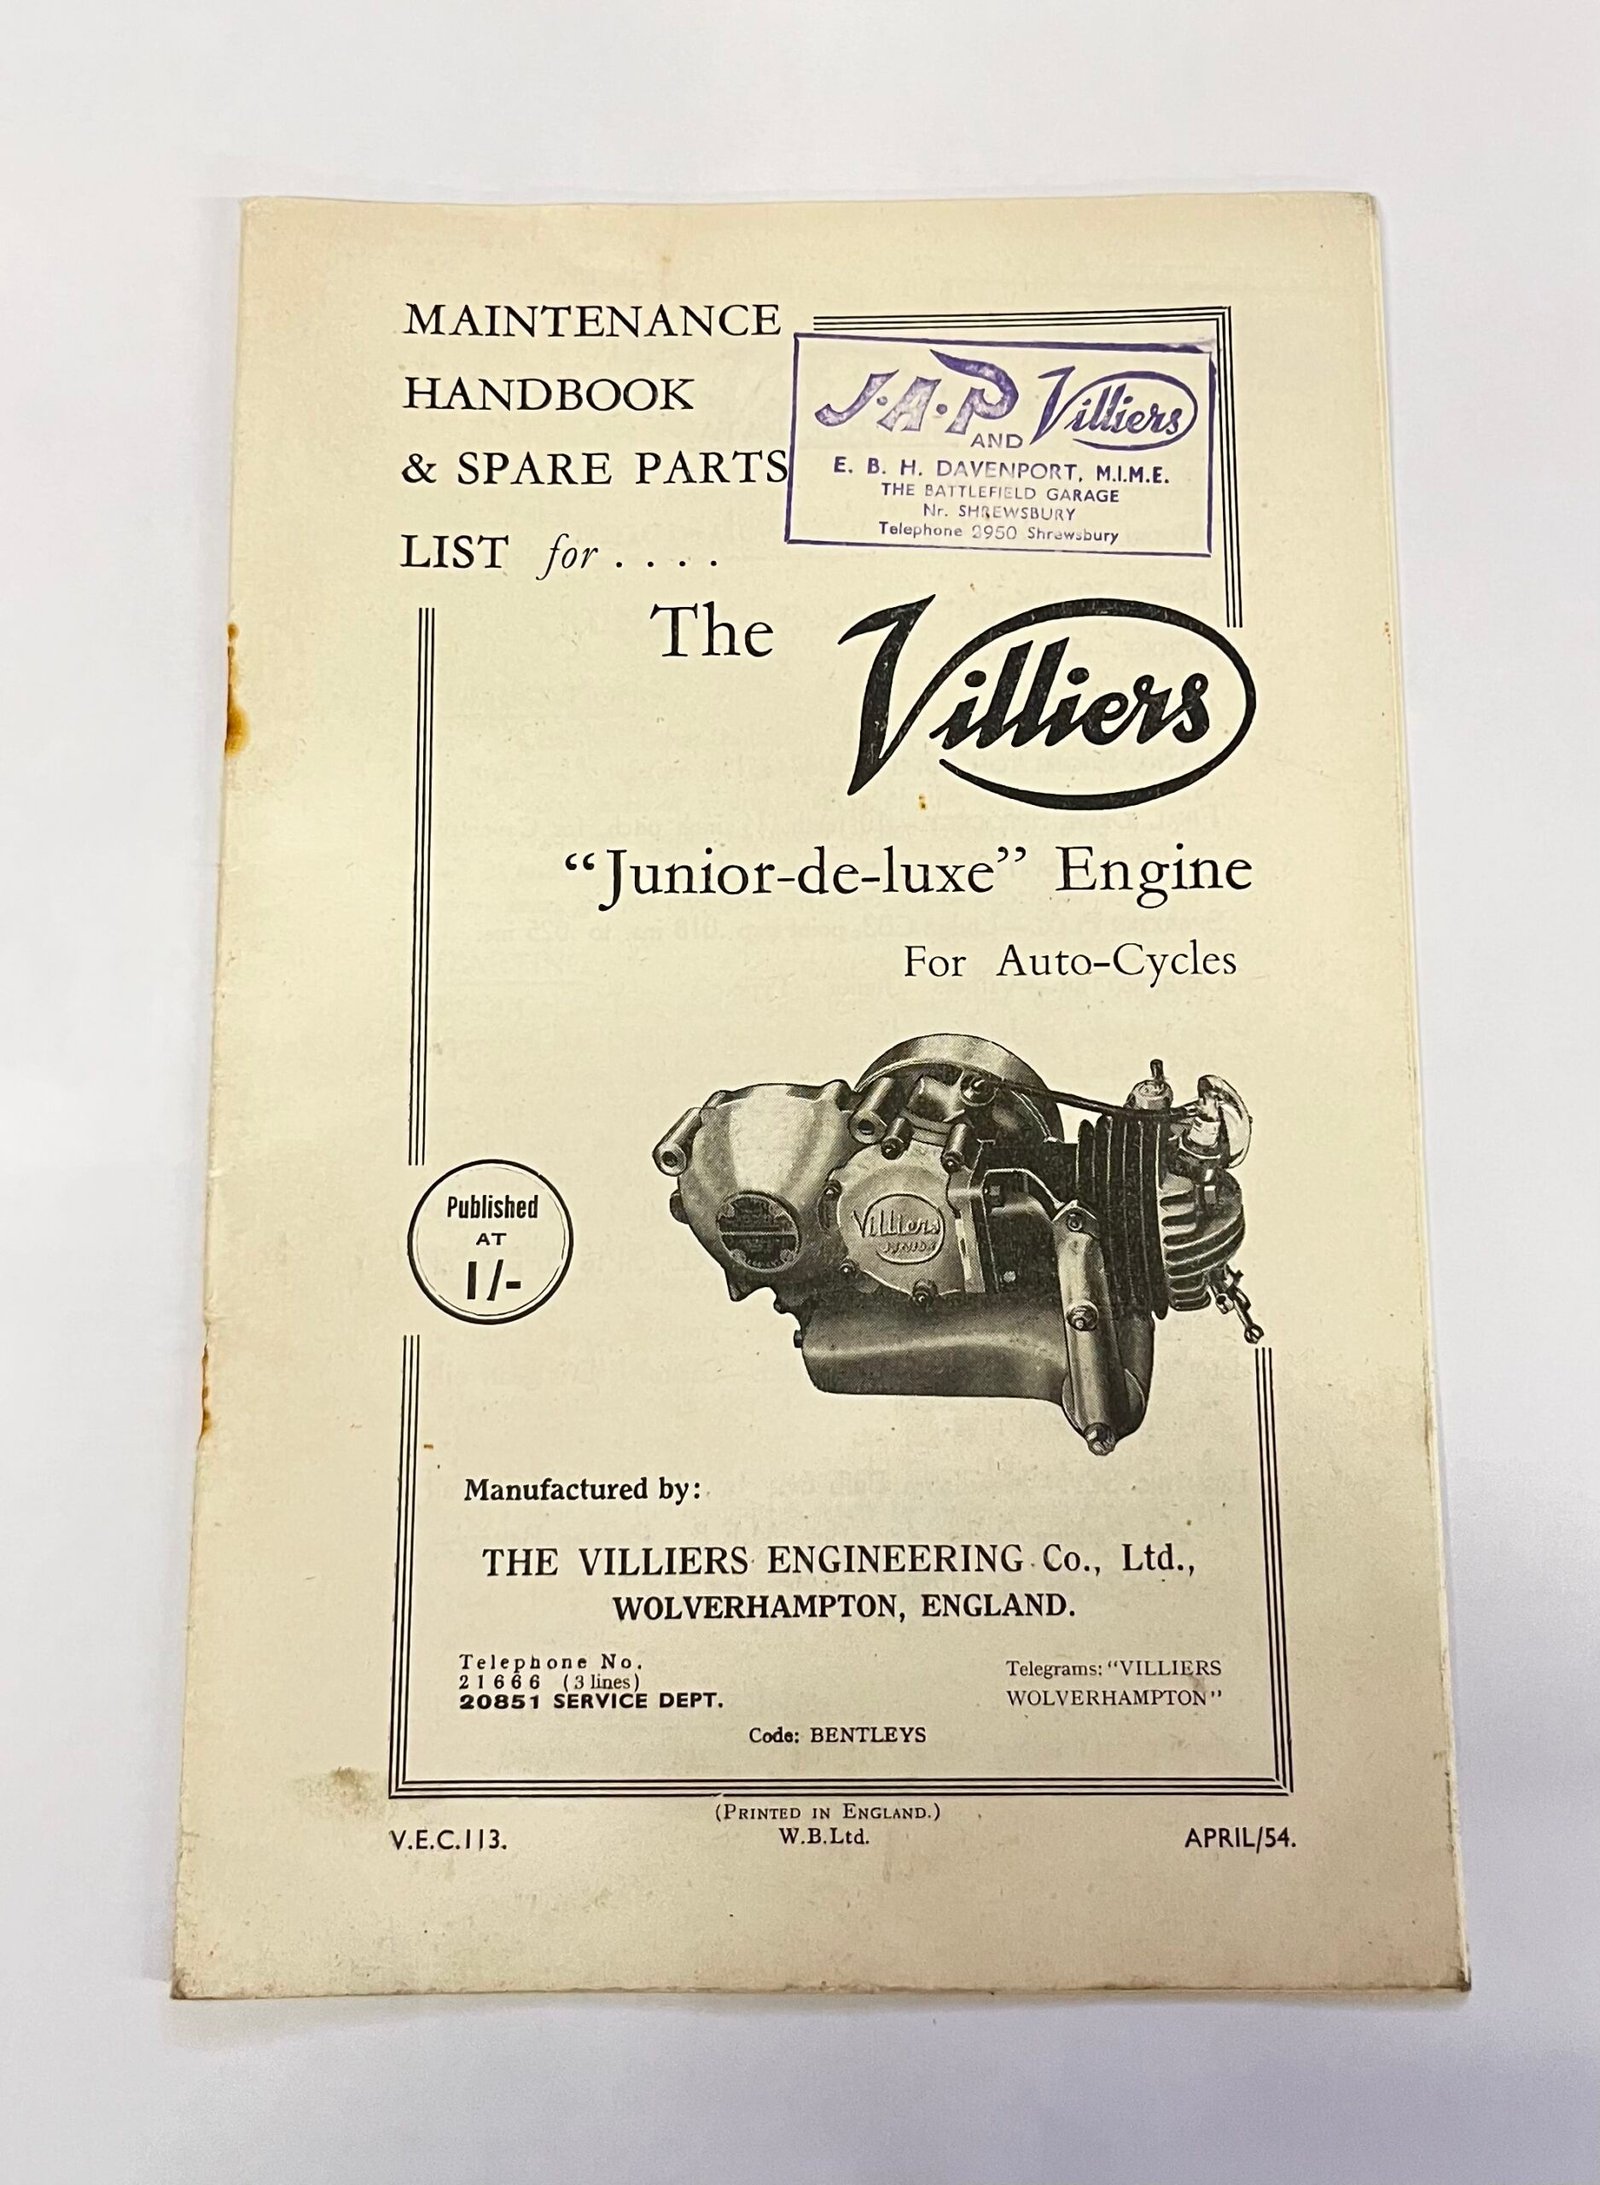 MAINTENANCE
HANDBOOK
& SPARE PARTS
LIST for . . . .
J.A.P AND Villiers
E. B. H. DAVENPORT, M.I.M.E.
THE BATTLEFIELD GARAGE
Nr. SHREWSBURY
Telephone 2950 Shrewsbury
The Villiers
“Junior-de-luxe” Engine
For Auto-Cycles
Villiers
JUNIOR
Published
AT
1/-
Manufactured by:
THE VILLIERS ENGINEERING Co., Ltd.,
WOLVERHAMPTON, ENGLAND.
Telephone No.
21666 (3 lines)
20851 SERVICE DEPT.
Telegrams: “VILLIERS
WOLVERHAMPTON”
Code: BENTLEYS
(PRINTED IN ENGLAND.)
V.E.C.113.
W.B.Ltd.
APRIL/54.